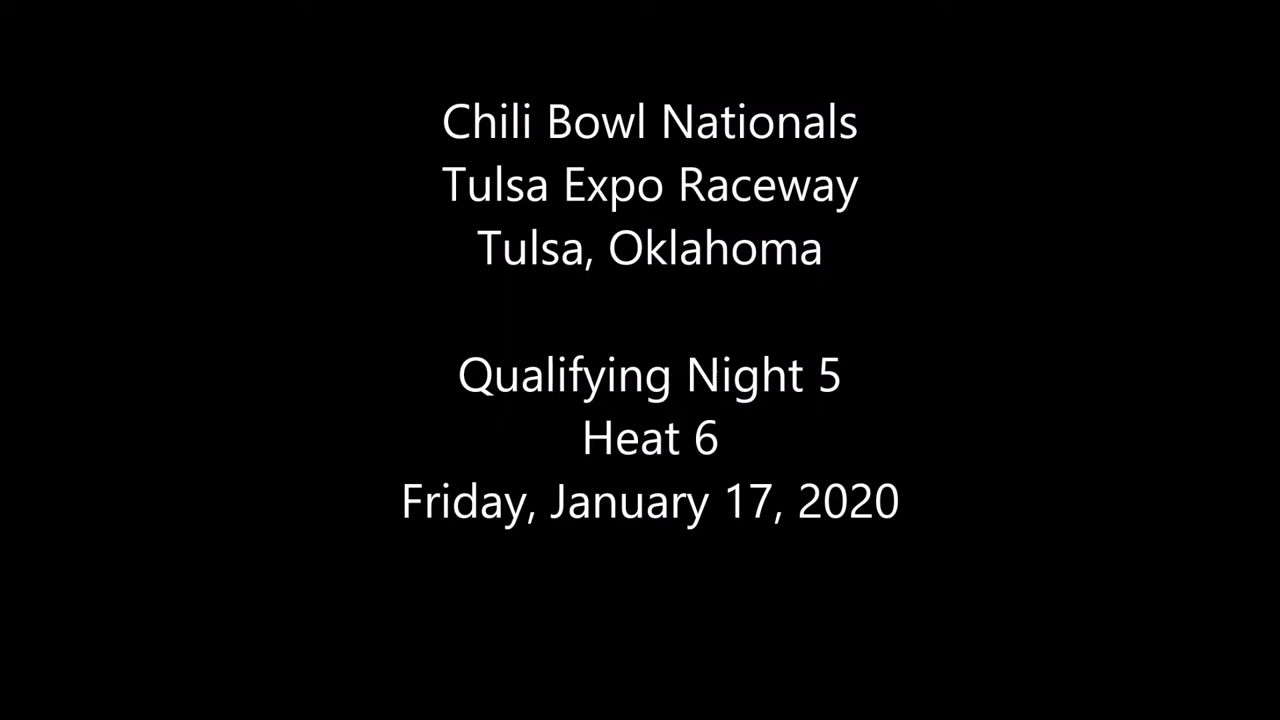 Chili Bowl Nationals
Tulsa Expo Raceway
Tulsa, Oklahoma
Qualifying Night 5
Heat 6
Friday, January 17, 2020